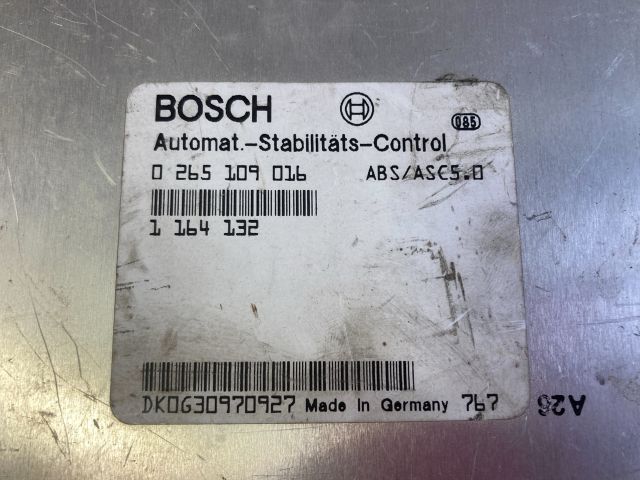 BOSCH
085
Automat.-Stabilitäts-Control
0 265 109 016 ABS/ASC5.0
1 164 132
DK0G30970927 Made in Germany 767
A26